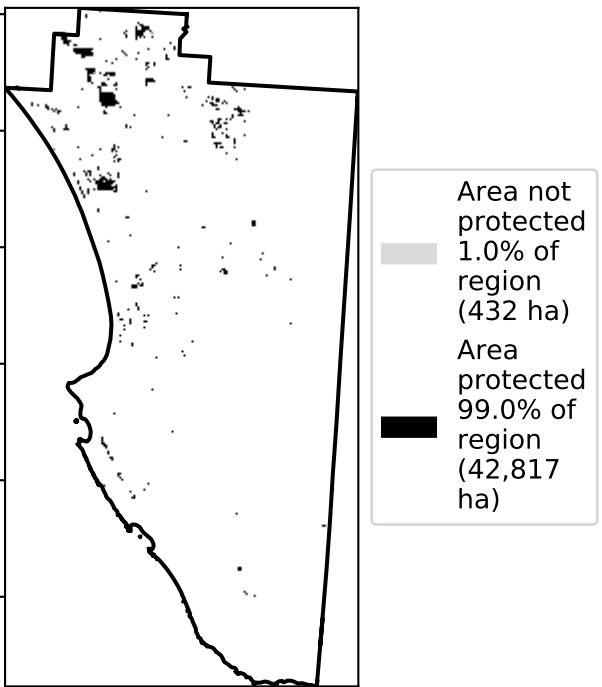 Area not
protected
1.0% of
region
(432 ha)
Area
protected
99.0% of
region
(42,817
ha)